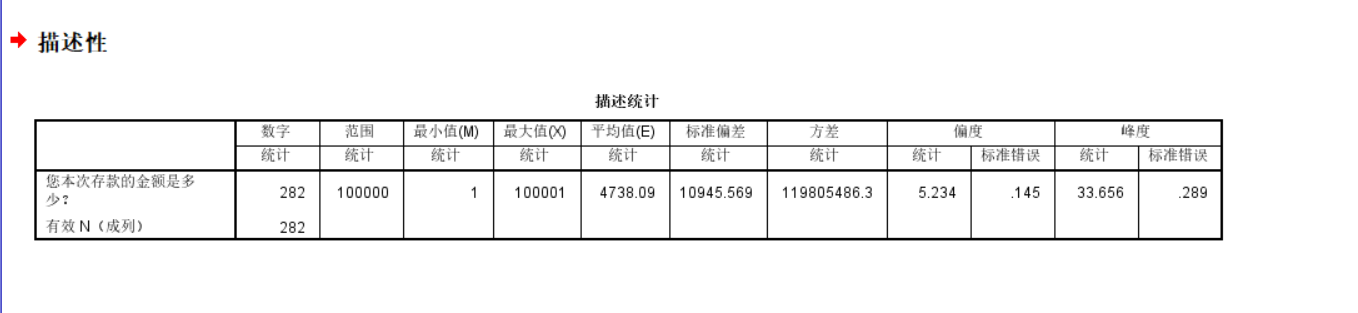 描述性
描述统计
数字 范围 最小值(M) 最大值(X) 平均值(E) 标准偏差 方差 偏度 峰度
统计 统计 统计 统计 统计 统计 统计 统计 标准错误 统计 标准错误
您本次存款的金额是多
少? 282 100000 1 100001 4738.09 10945.569 119805486.3 5.234 .145 33.656 .289
有效 N（成列） 282